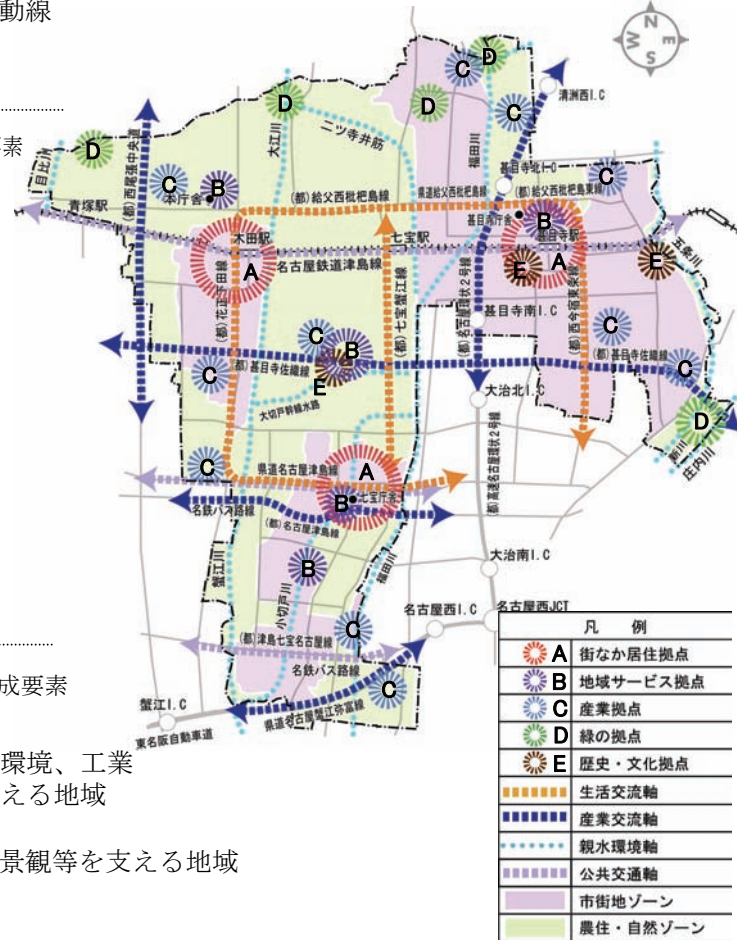 動線
要素
成要素
環境、工業
える地域
景観等を支える地域
N
W
E
S
清洲西I.C
D
C
D
D
C
D
目比川
(都)西尾張中央道
大江川
二ツ寺井筋
福田川
甚目寺北I.C
C
B
C
本庁舎
県道給父西枇杷島線
(都)給父西枇杷島線
(都)給父西枇杷島東線
青塚駅
甚目寺庁舎
B
木田駅
七宝駅
甚目寺駅
五条川
A
E
A
E
名古屋鉄道津島線
(都)花正下田線
(都)七宝蟹江線
(都)名古屋環状2号線
(都)西今宿東条線
甚目寺南I.C
C
C
B
(都)甚目寺佐織線
(都)甚目寺佐織線
C
C
E
大切戸幹線水路
大治北I.C
D
新川
庄内川
(都)高速名古屋環状2号線
C
県道名古屋津島線
A
B
七宝庁舎
名鉄バス路線
(都)名古屋津島線
大治南I.C
蟹江川
B
小切戸川
福田川
名古屋西I.C
名古屋西JCT
C
(都)津島七宝名古屋線
名鉄バス路線
C
蟹江I.C
県道名古屋蟹江弥富線
東名阪自動車道
凡 例
A 街なか居住拠点
B 地域サービス拠点
C 産業拠点
D 緑の拠点
E 歴史・文化拠点
生活交流軸
産業交流軸
親水環境軸
公共交通軸
市街地ゾーン
農住・自然ゾーン